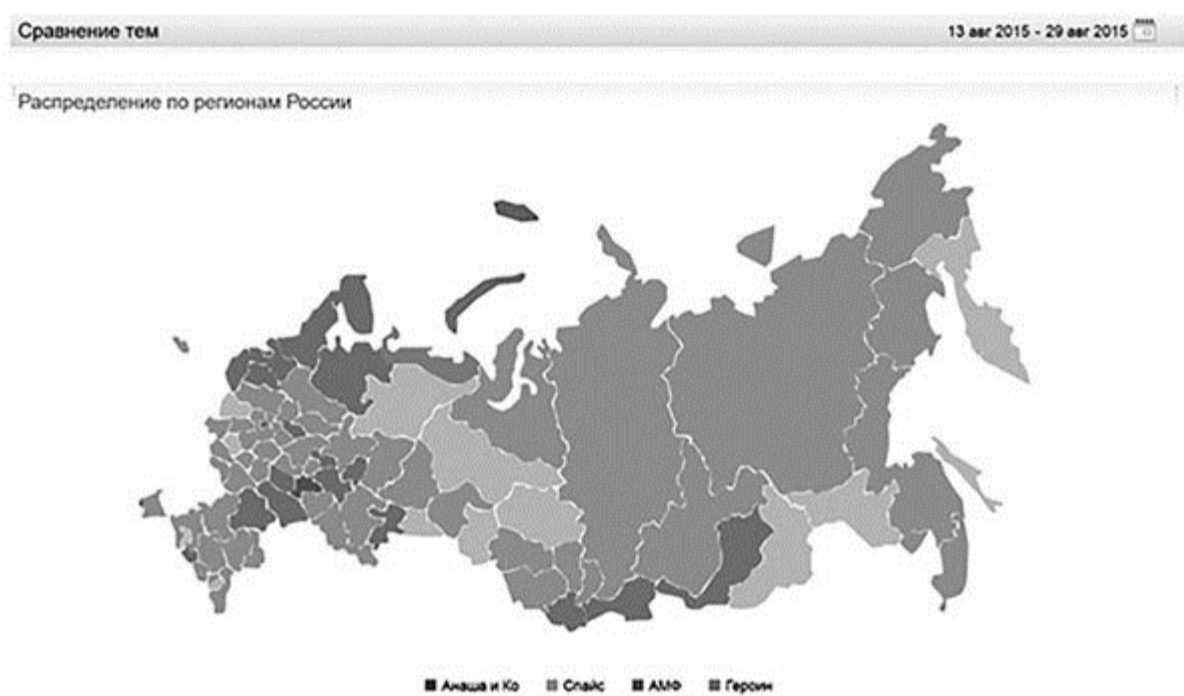 Сравнение тем
13 авг 2015 - 29 авг 2015
Распределение по регионам России
Анаша и Ко Спайс АМФ Героин